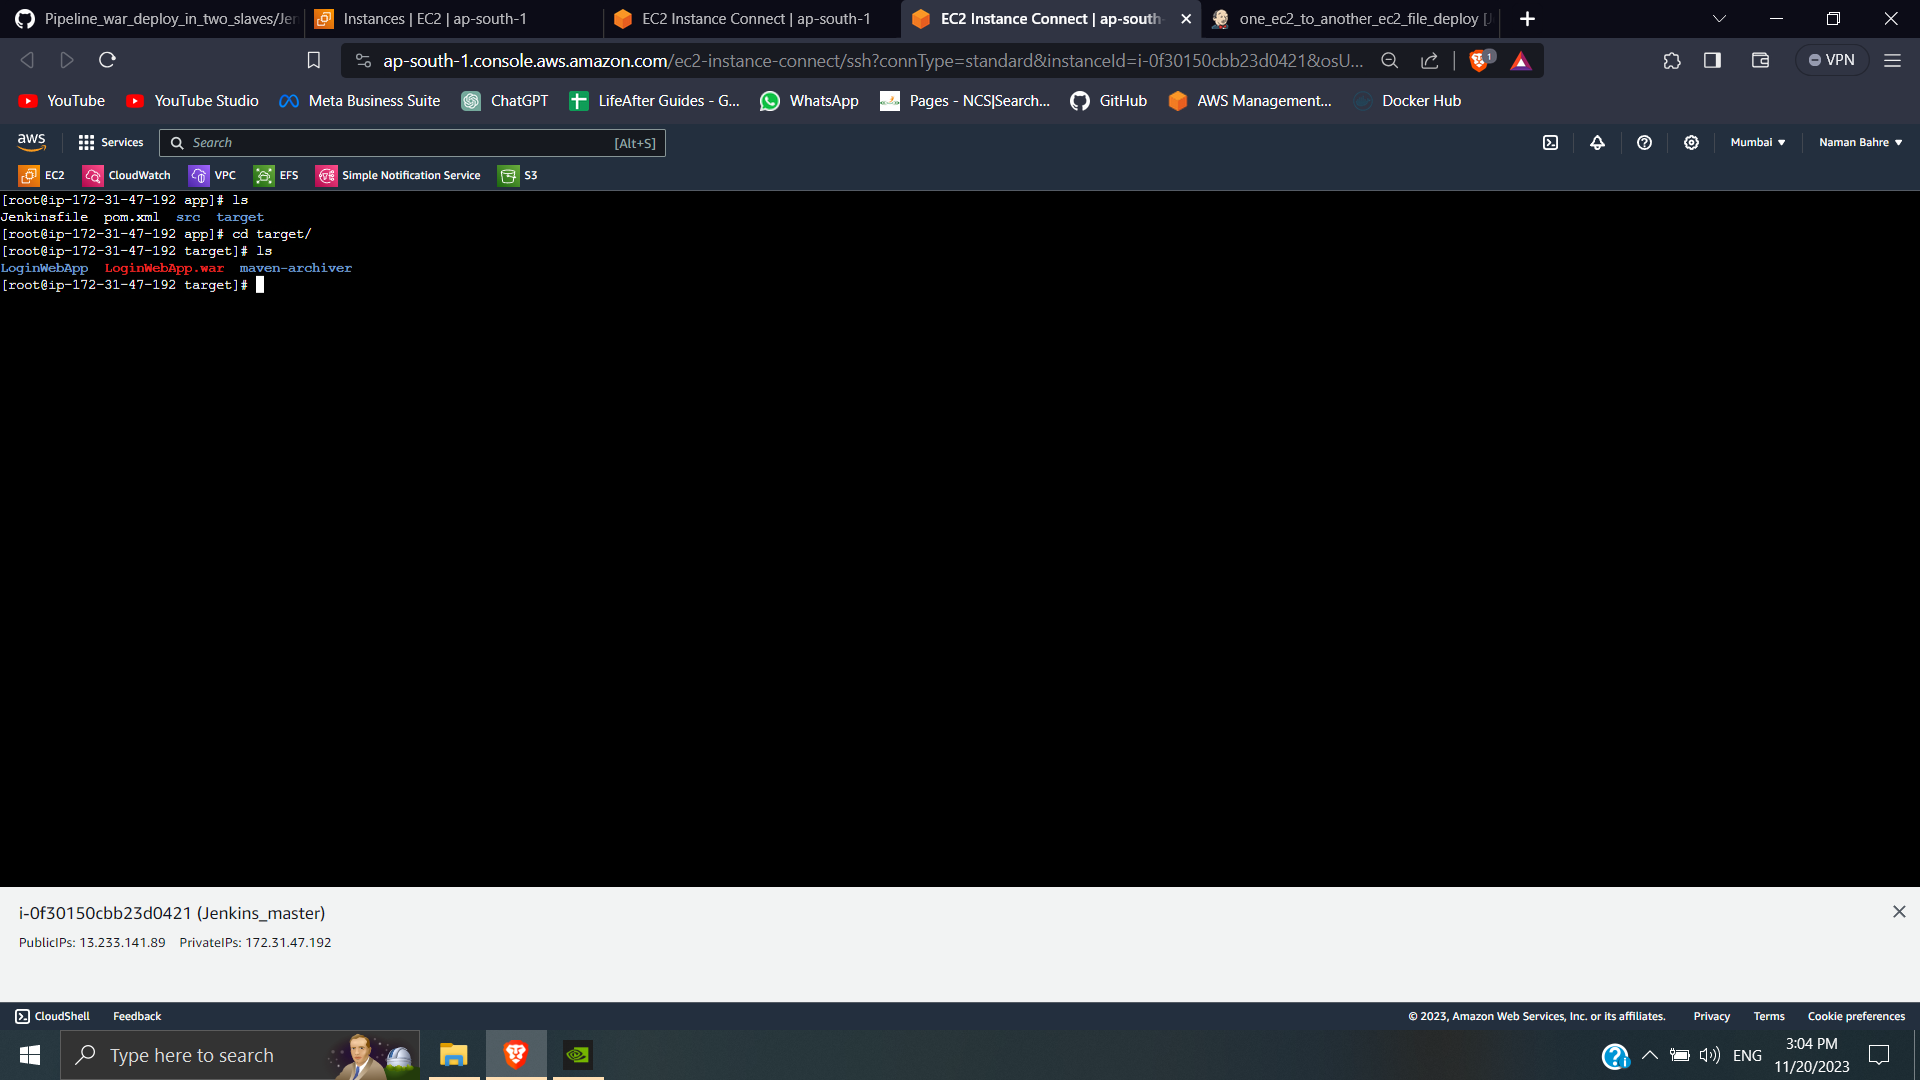 Pipeline_war_deploy_in_two_slaves/Jen
Instances | EC2 | ap-south-1
EC2 Instance Connect | ap-south-1
EC2 Instance Connect | ap-south-
one_ec2_to_another_ec2_file_deploy [J
ap-south-1.console.aws.amazon.com/ec2-instance-connect/ssh?connType=standard&instanceId=i-0f30150cbb23d0421&osU...
1
VPN
YouTube
YouTube Studio
Meta Business Suite
ChatGPT
LifeAfter Guides - G...
WhatsApp
Pages - NCS|Search...
GitHub
AWS Management...
Docker Hub
aws
Services
Search
[Alt+S]
Mumbai
Naman Bahre
EC2
CloudWatch
VPC
EFS
Simple Notification Service
S3
[root@ip-172-31-47-192 app]# ls
Jenkinsfile  pom.xml  src  target
[root@ip-172-31-47-192 app]# cd target/
[root@ip-172-31-47-192 target]# ls
LoginWebApp  LoginWebApp.war  maven-archiver
[root@ip-172-31-47-192 target]#
i-0f30150cbb23d0421 (Jenkins_master)
PublicIPs: 13.233.141.89    PrivateIPs: 172.31.47.192
CloudShell
Feedback
© 2023, Amazon Web Services, Inc. or its affiliates.
Privacy
Terms
Cookie preferences
Type here to search
ENG
3:04 PM
11/20/2023